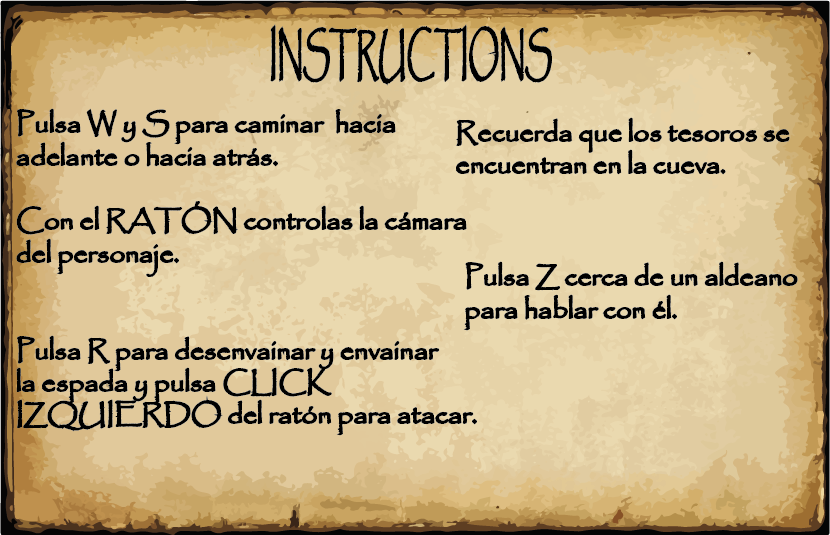 INSTRUCTIONS
Pulsa W y S para caminar hacia
adelante o hacia atrás.
Con el RATÓN controlas la cámara
del personaje.
Pulsa R para desenvainar y envainar
la espada y pulsa CLICK
IZQUIERDO del ratón para atacar.
Recuerda que los tesoros se
encuentran en la cueva.
Pulsa Z cerca de un aldeano
para hablar con él.